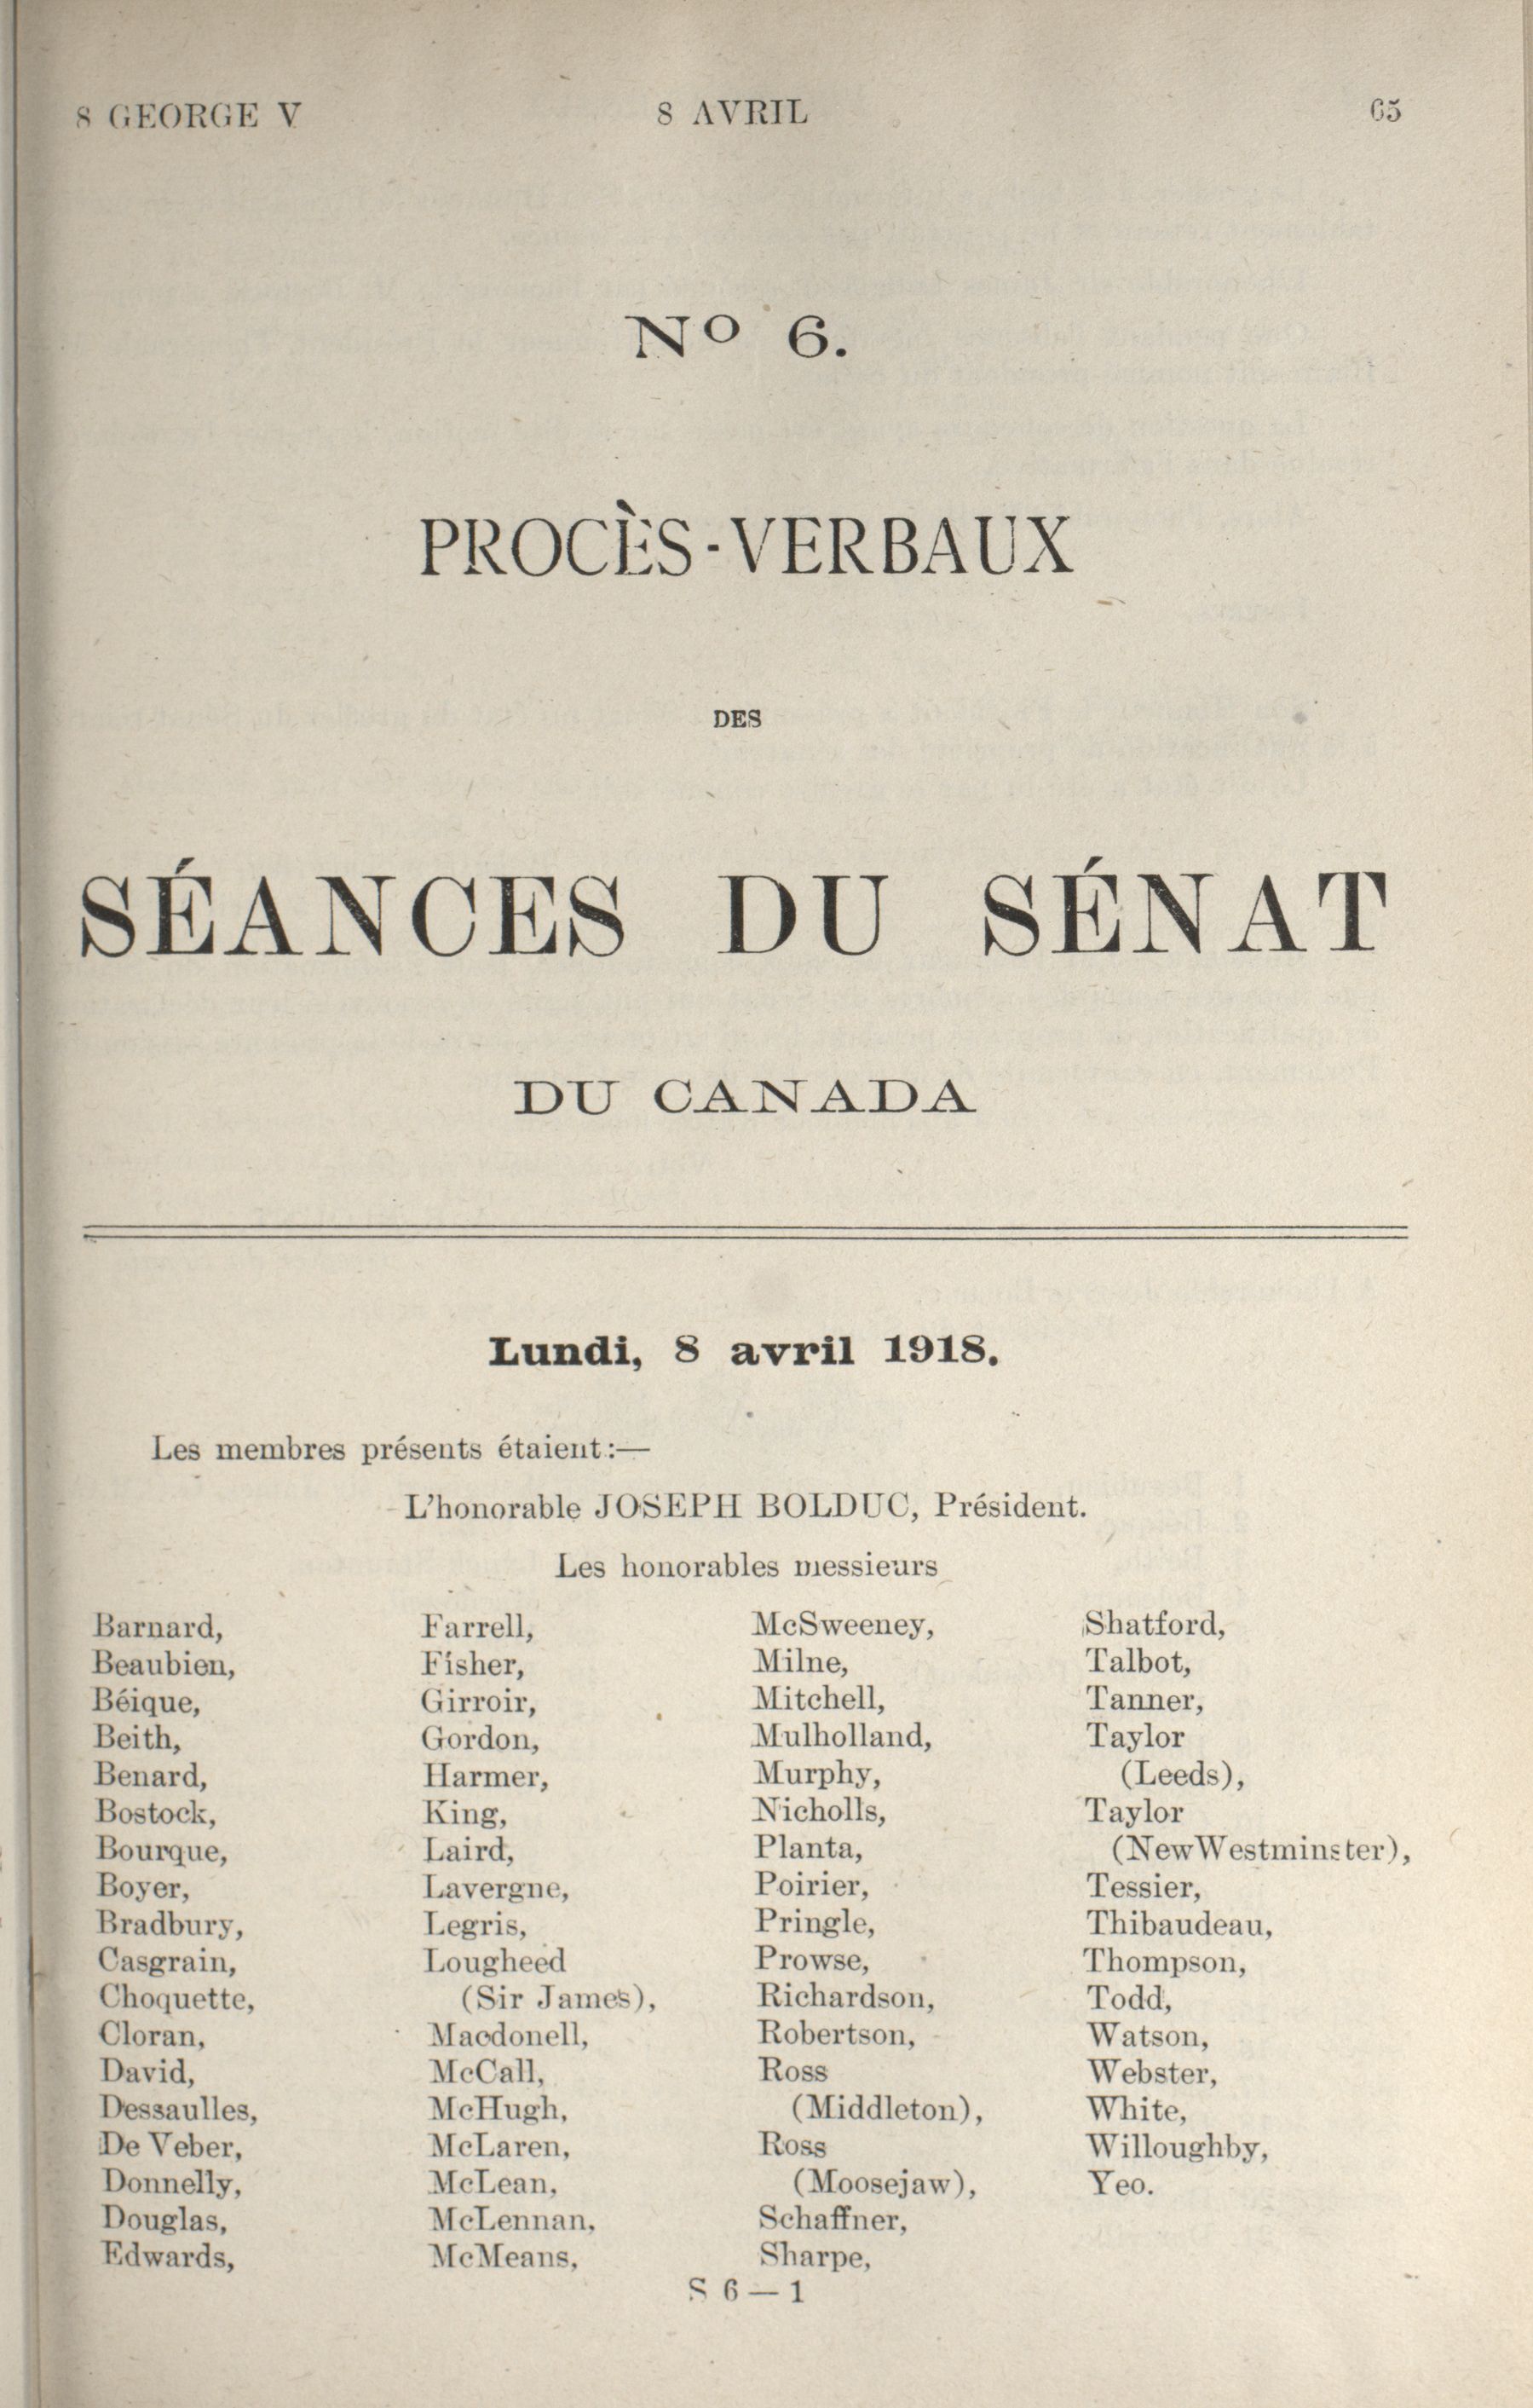 8 GEORGE V 8 AVRIL 65
Nº 6.
PROCÈS-VERBAUX
DES
SÉANCES DU SÉNAT
DU CANADA
Lundi, 8 avril 1918.
Les membres présents étaient:—
L'honorable JOSEPH BOLDUC, Président.
Les honorables messieurs
Barnard,
Beaubien,
Béique,
Beith,
Benard,
Bostock,
Bourque,
Boyer,
Bradbury,
Casgrain,
Choquette,
Cloran,
David,
Dessaulles,
De Veber,
Donnelly,
Douglas,
Edwards,
Farrell,
Fisher,
Girroir,
Gordon,
Harmer,
King,
Laird,
Lavergne,
Legris,
Lougheed
(Sir James),
Macdonell,
McCall,
McHugh,
McLaren,
McLean,
McLennan,
McMeans,
McSweeney,
Milne,
Mitchell,
Mulholland,
Murphy,
Nicholls,
Planta,
Poirier,
Pringle,
Prowse,
Richardson,
Robertson,
Ross
(Middleton),
Ross
(Moosejaw),
Schaffner,
Sharpe,
Shatford,
Talbot,
Tanner,
Taylor
(Leeds),
Taylor
(New Westminster),
Tessier,
Thibaudeau,
Thompson,
Todd,
Watson,
Webster,
White,
Willoughby,
Yeo.
S 6—1